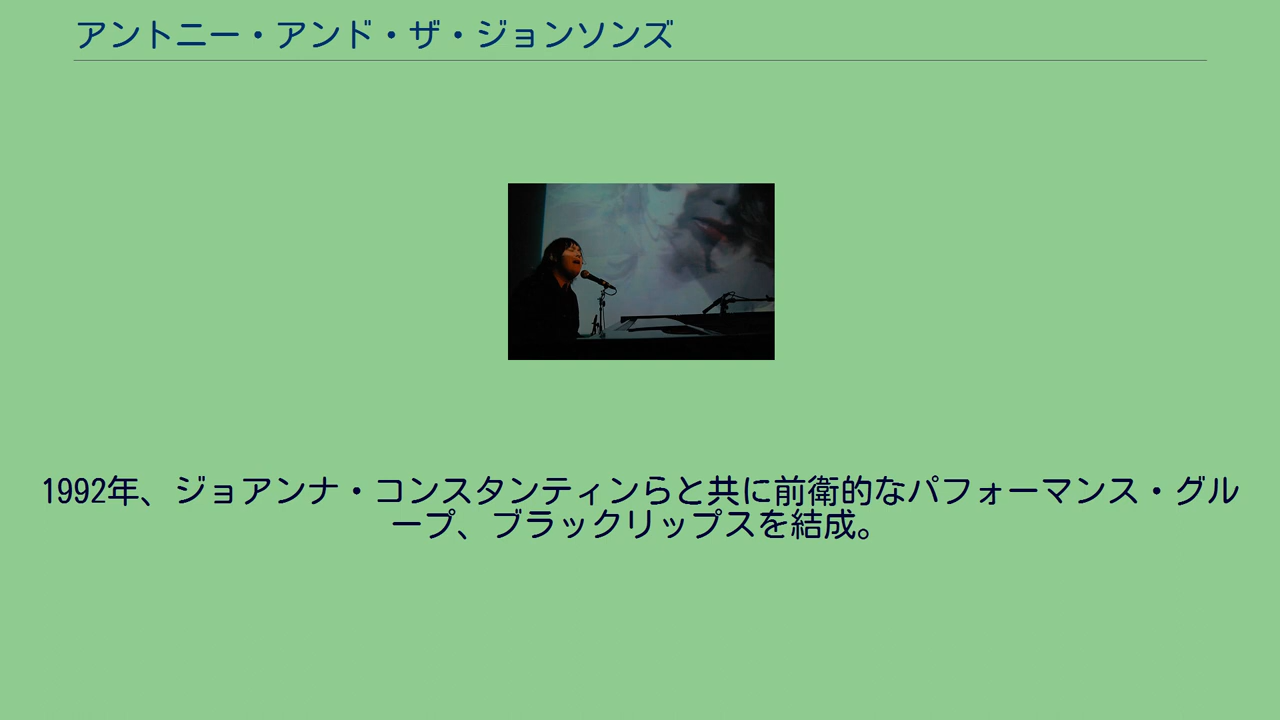 アントニー・アンド・ザ・ジョンソンズ
1992年、ジョアンナ・コンスタンティンらと共に前衛的なパフォーマンス・グル
ープ、ブラックリップスを結成。